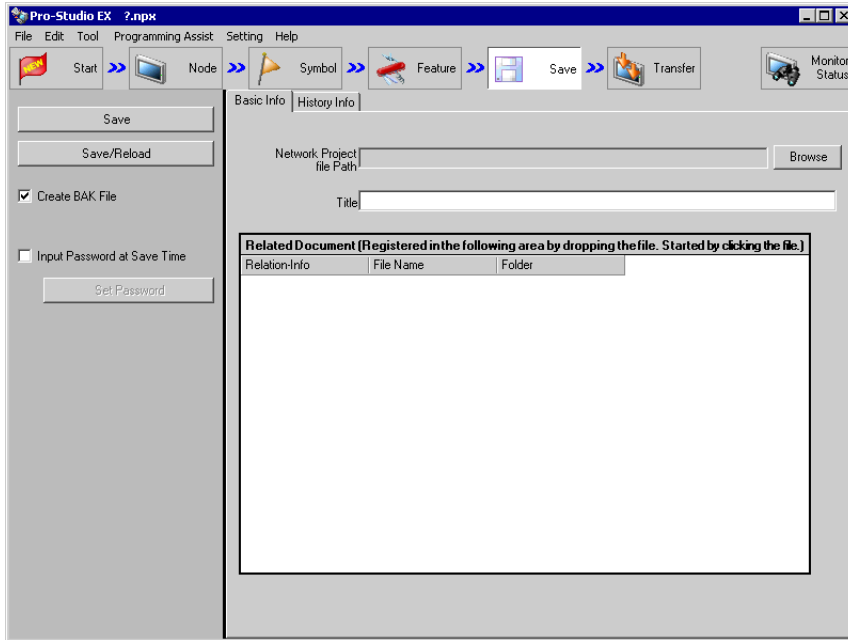 Pro-Studio EX ?.npx
File Edit Tool Programming Assist Setting Help
NEW Start Node Symbol Feature Save Transfer Monitor Status
Basic Info History Info
Save
Save/Reload
Network Project
file Path
Browse
Create BAK File
Title
Related Document (Registered in the following area by dropping the file. Started by clicking the file.)
Input Password at Save Time
Relation-Info File Name Folder
Set Password